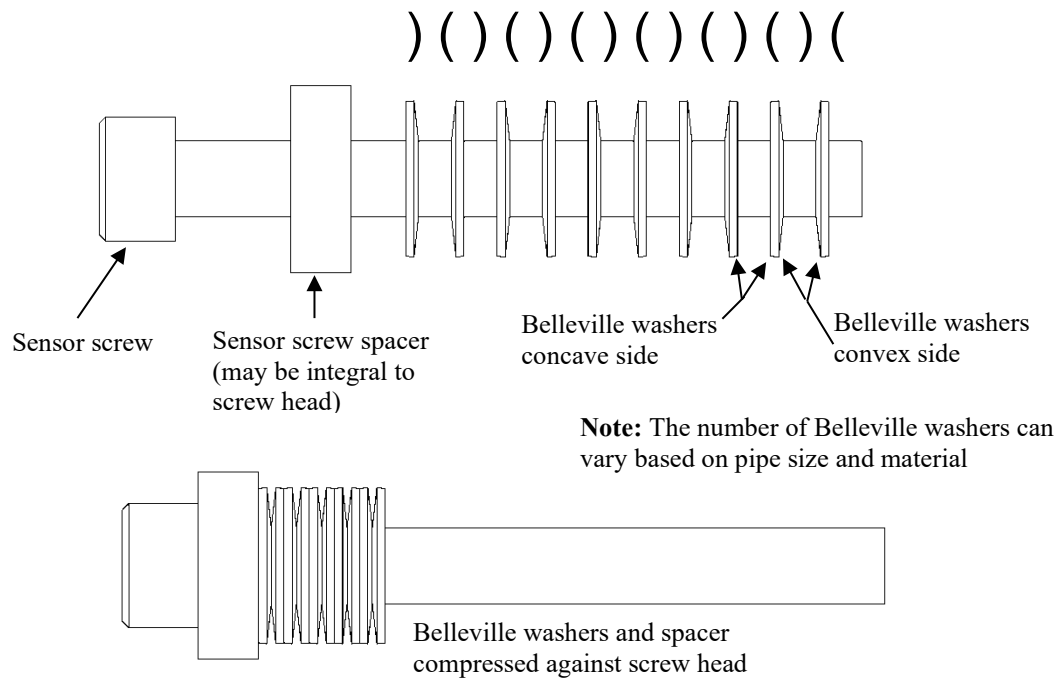 ) ( ) ( ) ( ) ( ) ( ) ( ) (
Sensor screw
Sensor screw spacer
(may be integral to
screw head)
Belleville washers
concave side
Belleville washers
convex side
Note: The number of Belleville washers can
vary based on pipe size and material
Belleville washers and spacer
compressed against screw head